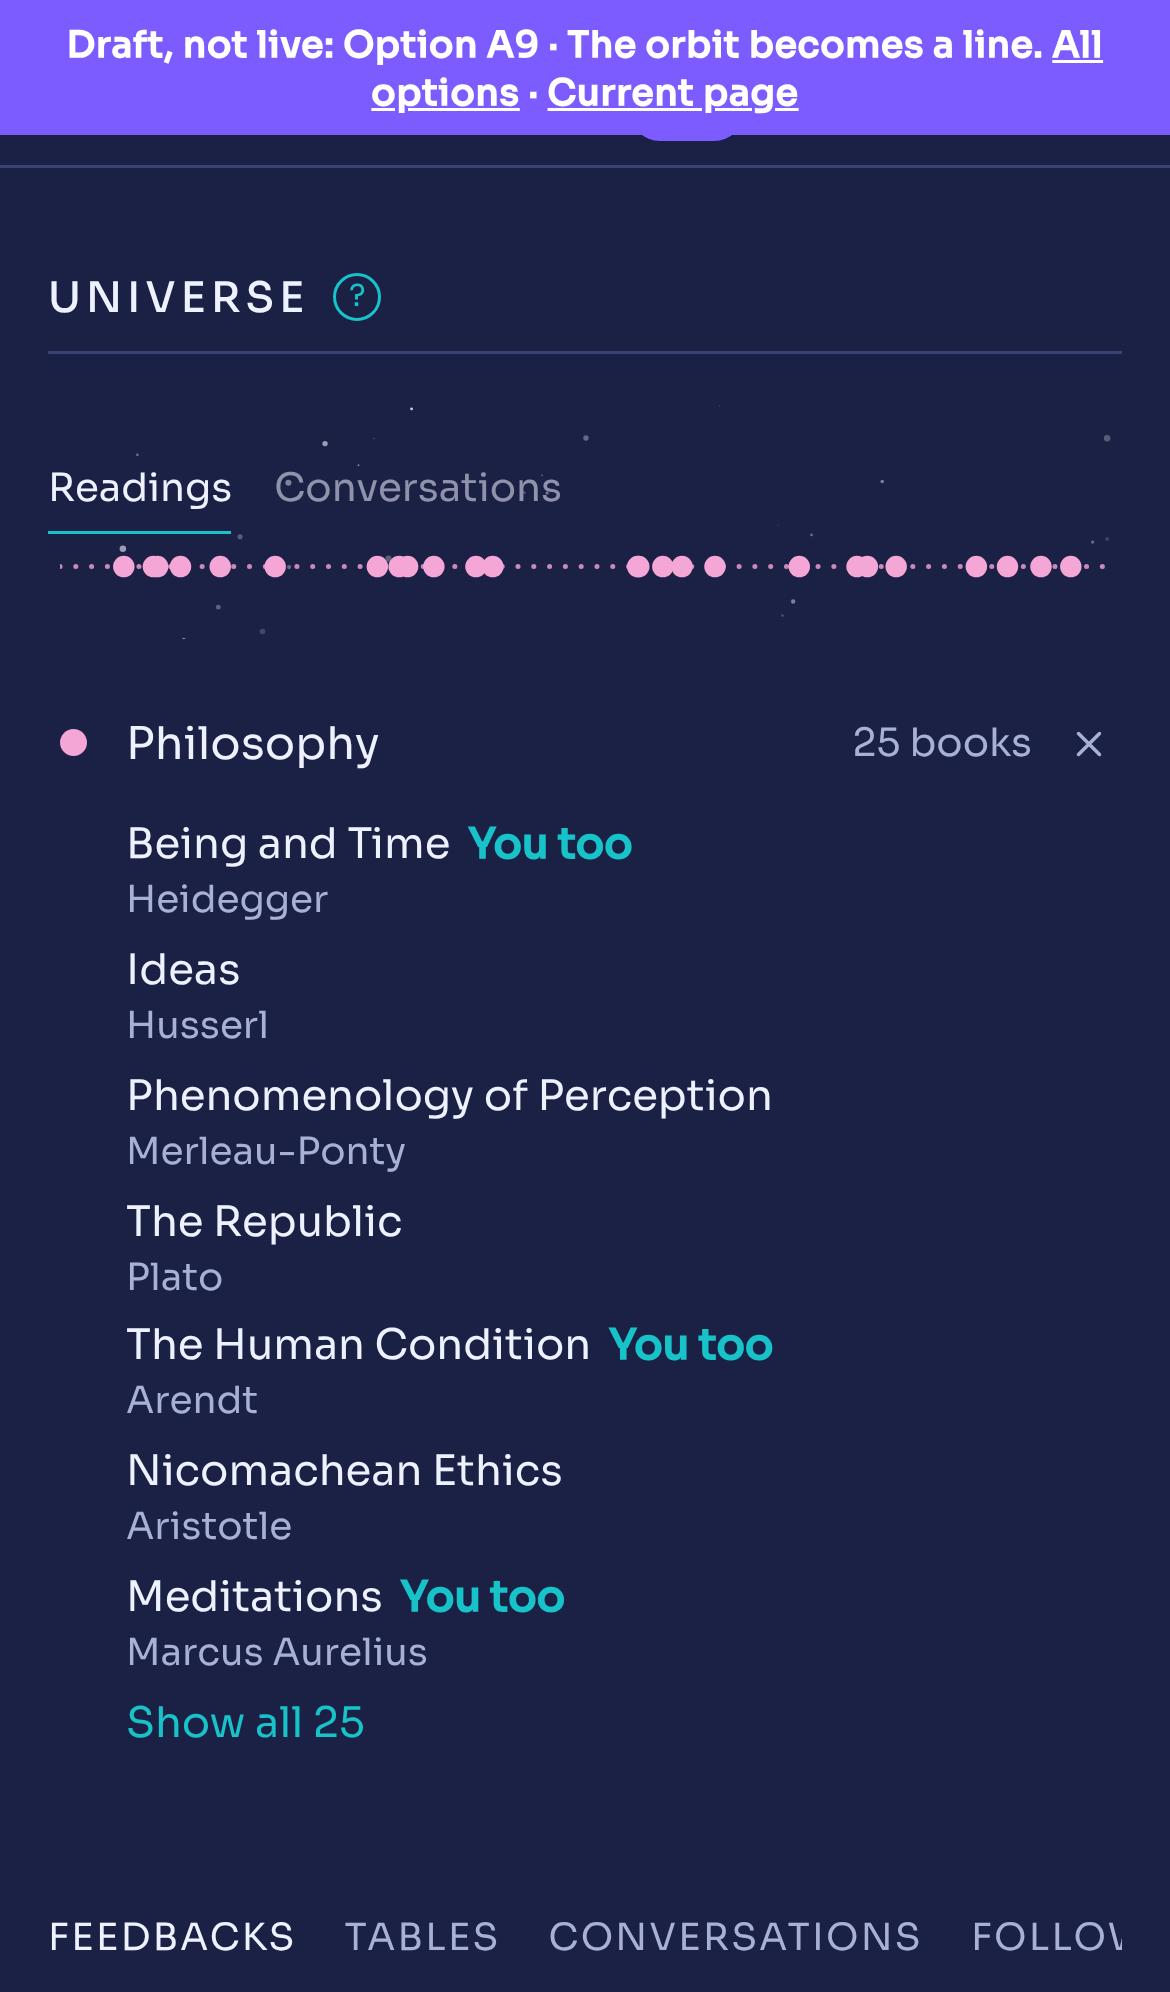 Draft, not live: Option A9 · The orbit becomes a line. All
options · Current page
UNIVERSE ?
Readings Conversations
Philosophy 25 books ×
Being and Time You too
Heidegger
Ideas
Husserl
Phenomenology of Perception
Merleau-Ponty
The Republic
Plato
The Human Condition You too
Arendt
Nicomachean Ethics
Aristotle
Meditations You too
Marcus Aurelius
Show all 25
FEEDBACKS TABLES CONVERSATIONS